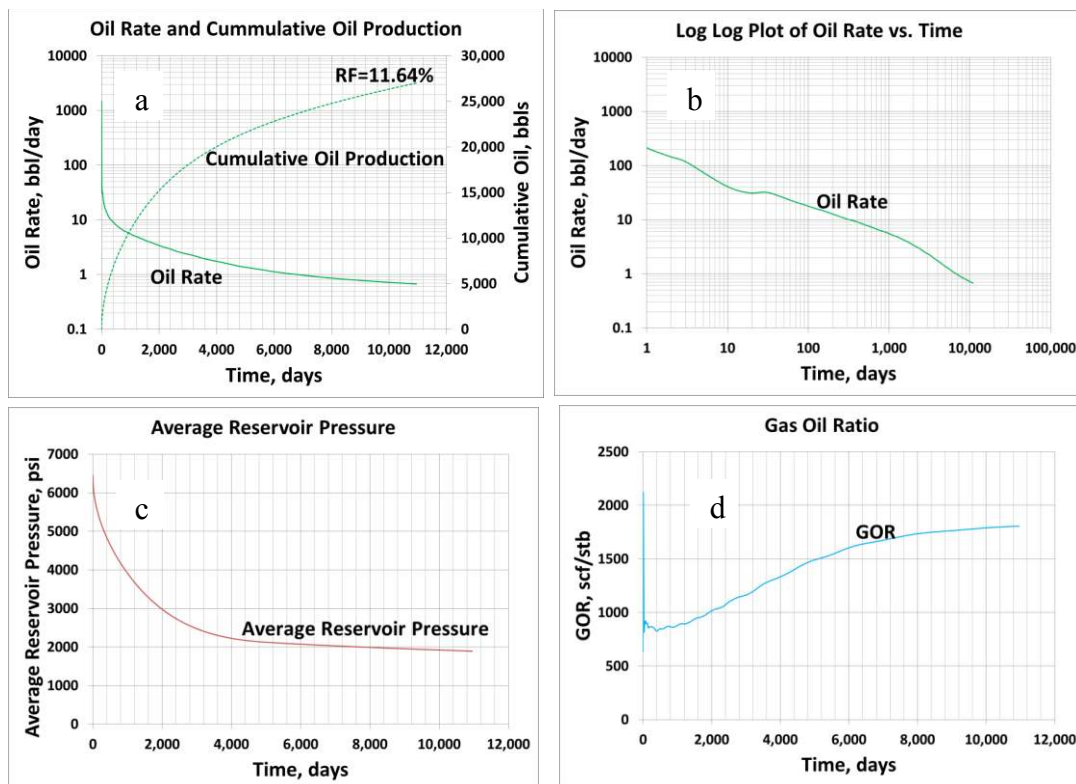 Oil Rate and Cummulative Oil Production
a
RF=11.64%
Cumulative Oil Production
Oil Rate
Oil Rate, bbl/day
10000
1000
100
10
1
0.1
Cumulative Oil, bbls
30,000
25,000
20,000
15,000
10,000
5,000
0
0 2,000 4,000 6,000 8,000 10,000 12,000
Time, days
Log Log Plot of Oil Rate vs. Time
b
Oil Rate
Oil Rate, bbl/day
10000
1000
100
10
1
0.1
1 10 100 1,000 10,000 100,000
Time, days
Average Reservoir Pressure
c
Average Reservoir Pressure
Average Reservoir Pressure, psi
7000
6000
5000
4000
3000
2000
1000
0
0 2,000 4,000 6,000 8,000 10,000 12,000
Time, days
Gas Oil Ratio
d
GOR
GOR, scf/stb
2500
2000
1500
1000
500
0
0 2,000 4,000 6,000 8,000 10,000 12,000
Time, days